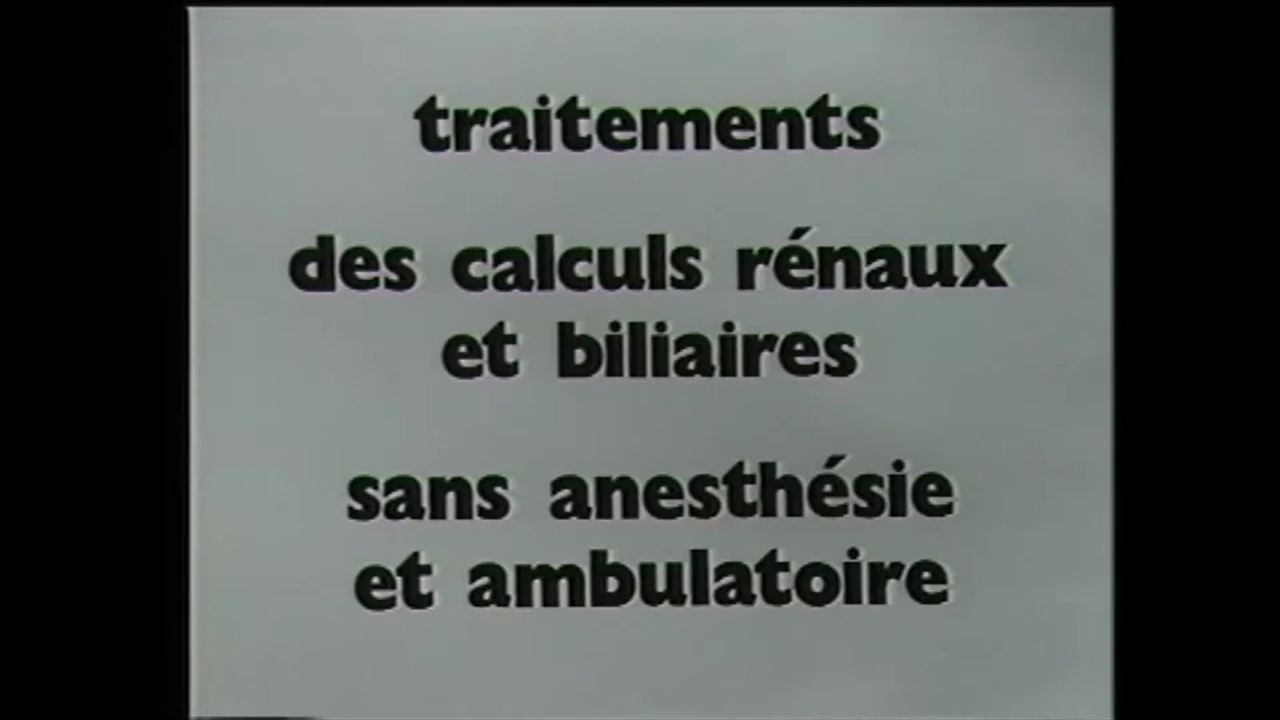 traitements
des calculs rénaux
et biliaires
sans anesthésie
et ambulatoire